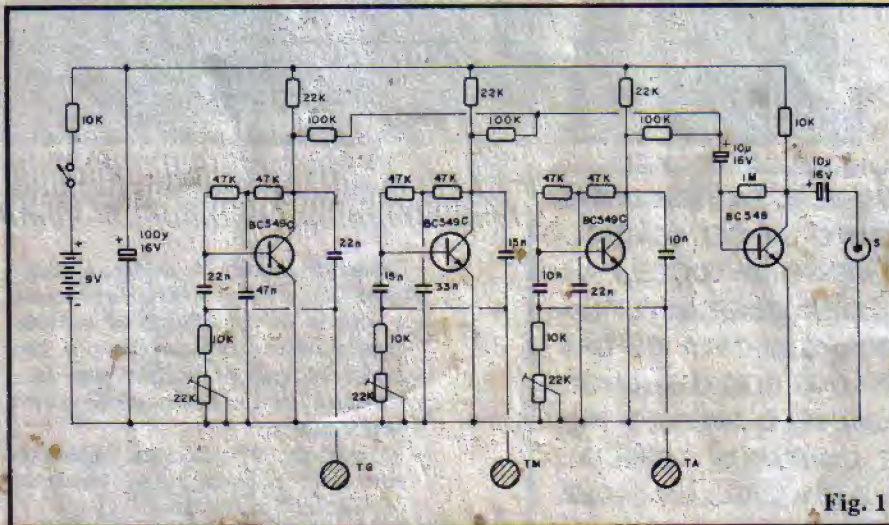 22K
22K
22K
10K
100K
100K
100K
10K
10µ
16V
10µ
16V
47K
47K
47K
47K
47K
47K
1M
BC549C
BC549C
BC549C
BC548
+
100µ
16V
22n
15n
10n
S
+
9V
-
22n
47n
15n
33n
10n
22n
10K
10K
10K
22K
22K
22K
TG
TM
TA
Fig. 1